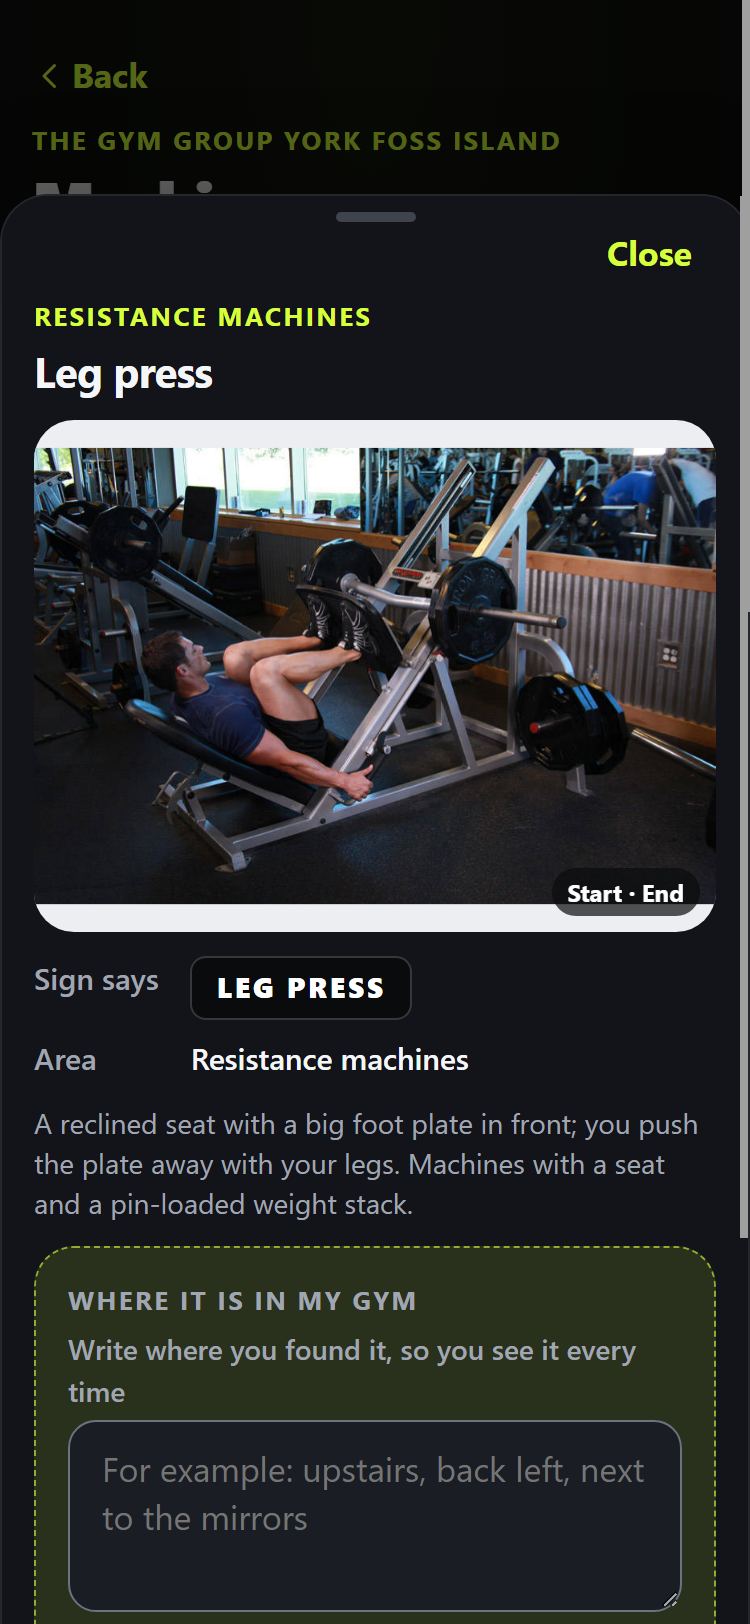 Back
THE GYM GROUP YORK FOSS ISLAND
Close
RESISTANCE MACHINES
Leg press
Start · End
Sign says
LEG PRESS
Area
Resistance machines
A reclined seat with a big foot plate in front; you push
the plate away with your legs. Machines with a seat
and a pin-loaded weight stack.
WHERE IT IS IN MY GYM
Write where you found it, so you see it every
time
For example: upstairs, back left, next
to the mirrors